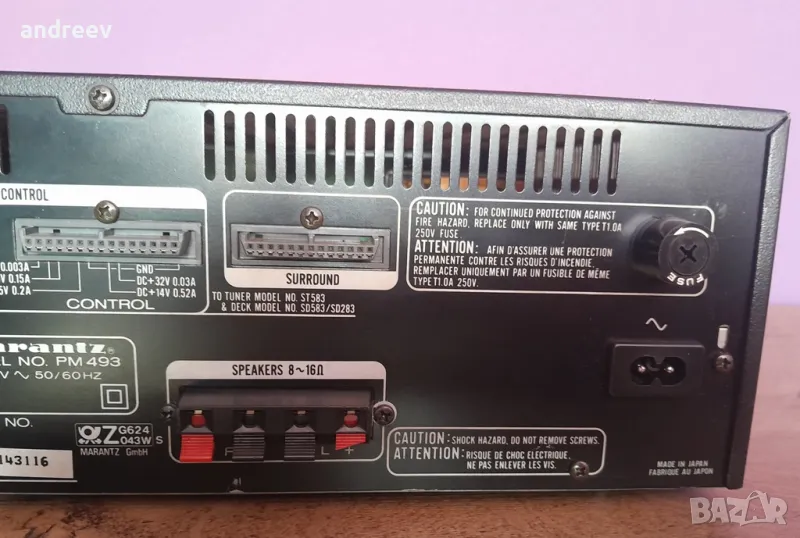 andreev
CONTROL
CAUTION: FOR CONTINUED PROTECTION AGAINST
FIRE HAZARD, REPLACE ONLY WITH SAME TYPE T1.0A
250V FUSE.
ATTENTION: AFIN D'ASSURER UNE PROTECTION
PERMANENTE CONTRE LES RISQUES D'INCENDIE,
REMPLACER UNIQUEMENT PAR UN FUSIBLE DE MÊME
TYPE T1.0A 250V.
FUSE
0.003A
V 0.15A
5V 0.2A
GND
DC+32V 0.03A
DC+14V 0.52A
CONTROL
SURROUND
TO TUNER MODEL NO. ST583
& DECK MODEL NO. SD583/SD283
marantz®
NO. PM 493
V ~ 50/60HZ
NO.
143116
Z G624
043W S
MARANTZ GmbH
SPEAKERS 8~16Ω
R
L +
~
CAUTION: SHOCK HAZARD, DO NOT REMOVE SCREWS.
ATTENTION: RISQUE DE CHOC ELECTRIQUE,
NE PAS ENLEVER LES VIS.
MADE IN JAPAN
FABRIQUE AU JAPON
BAZAR